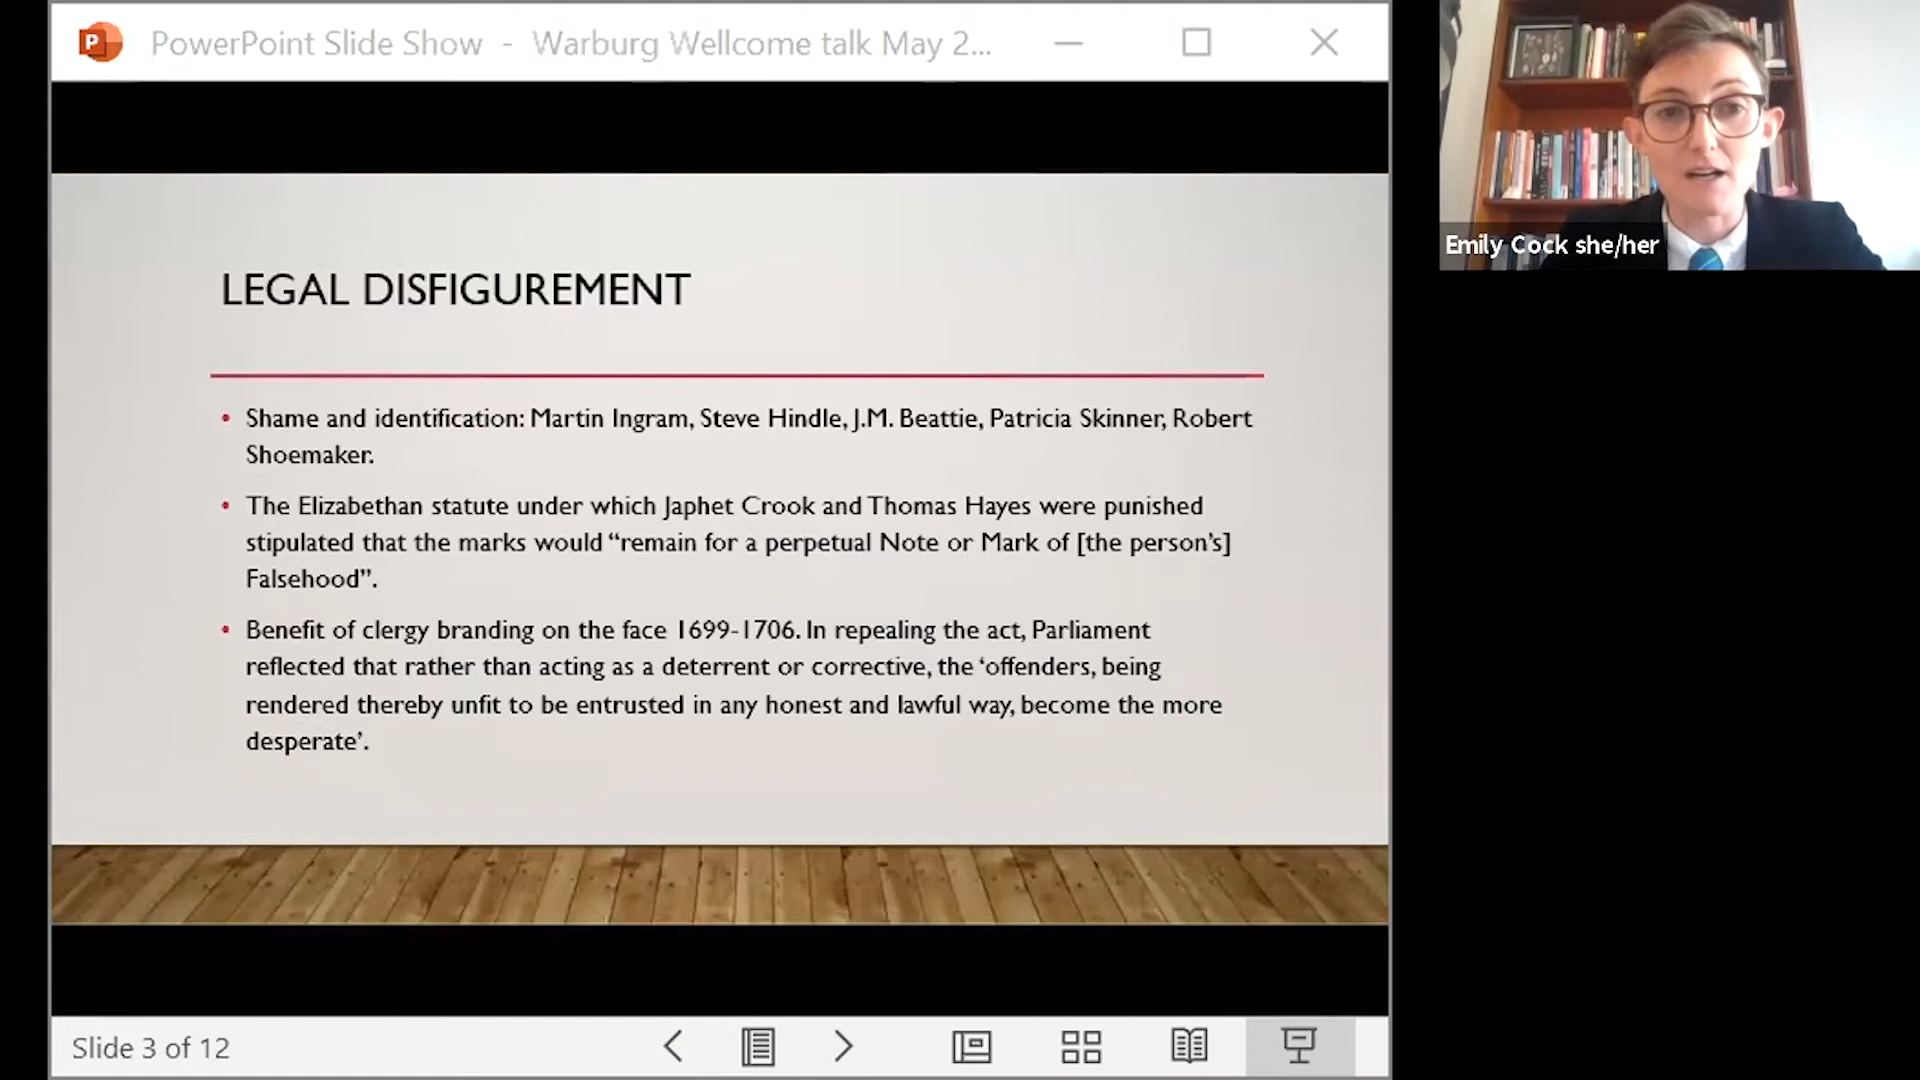 PowerPoint Slide Show - Warburg Wellcome talk May 2...
Emily Cock she/her
LEGAL DISFIGUREMENT
• Shame and identification: Martin Ingram, Steve Hindle, J.M. Beattie, Patricia Skinner, Robert
Shoemaker.
• The Elizabethan statute under which Japhet Crook and Thomas Hayes were punished
stipulated that the marks would “remain for a perpetual Note or Mark of [the person’s]
Falsehood”.
• Benefit of clergy branding on the face 1699-1706. In repealing the act, Parliament
reflected that rather than acting as a deterrent or corrective, the ‘offenders, being
rendered thereby unfit to be entrusted in any honest and lawful way, become the more
desperate’.
Slide 3 of 12